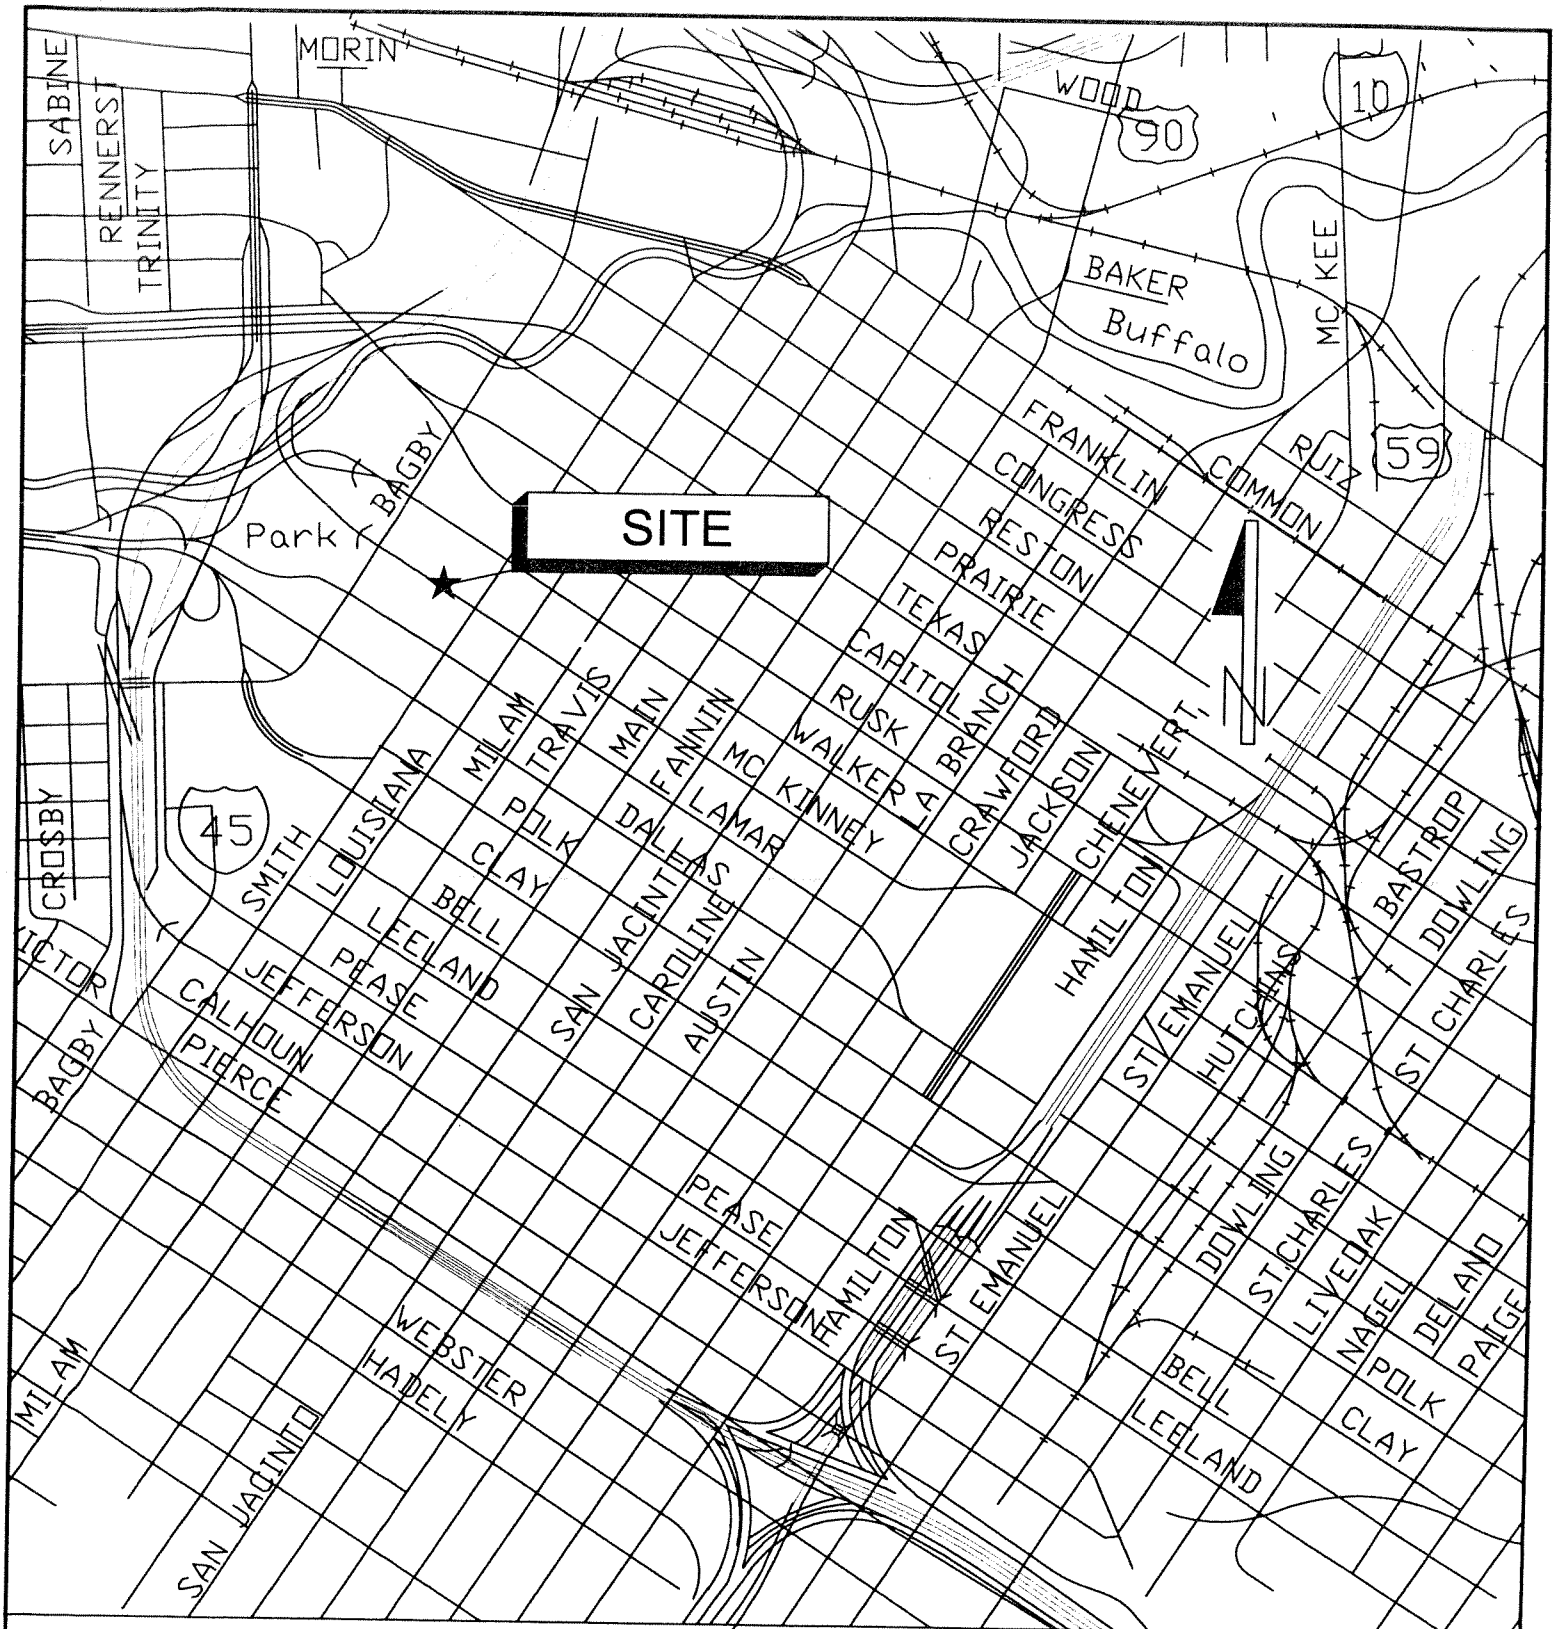 MORIN
SABINE
RENNERST
TRINITY
WOOD
90
10
MC KEE
BAKER
Buffalo
BAGBY
Park
SITE
FRANKLIN
CONGRESS
RESTON
PRAIRIE
TEXAS
CAPITOL
RUSK
WALKER
MC KINNEY
LAMAR
DALLAS
POLK
CLAY
BELL
LEELAND
PEASE
JEFFERSON
CALHOUN
PIERCE
RUIZ
COMMON
59
N
SMITH
LOUISIANA
MILAM
TRAVIS
MAIN
FANNIN
SAN JACINTH
CAROLINE
AUSTIN
LA BRANCH
CRAWFORD
JACKSON
CHENEVERT
HAMILTON
45
CROSBY
VICTOR
BAGBY
ST EMANUEL
HUTCHINS
BASTROP
DOWLING
ST CHARLES
PEASE
JEFFERSON
HAMILTON
ST EMANUEL
DOWLING
ST.CHARLES
LIVEOAK
NAGEL
DELAND
PAIGE
BELL
LEELAND
POLK
CLAY
WEBSTER
HADELY
MILAM
SAN JACINTO